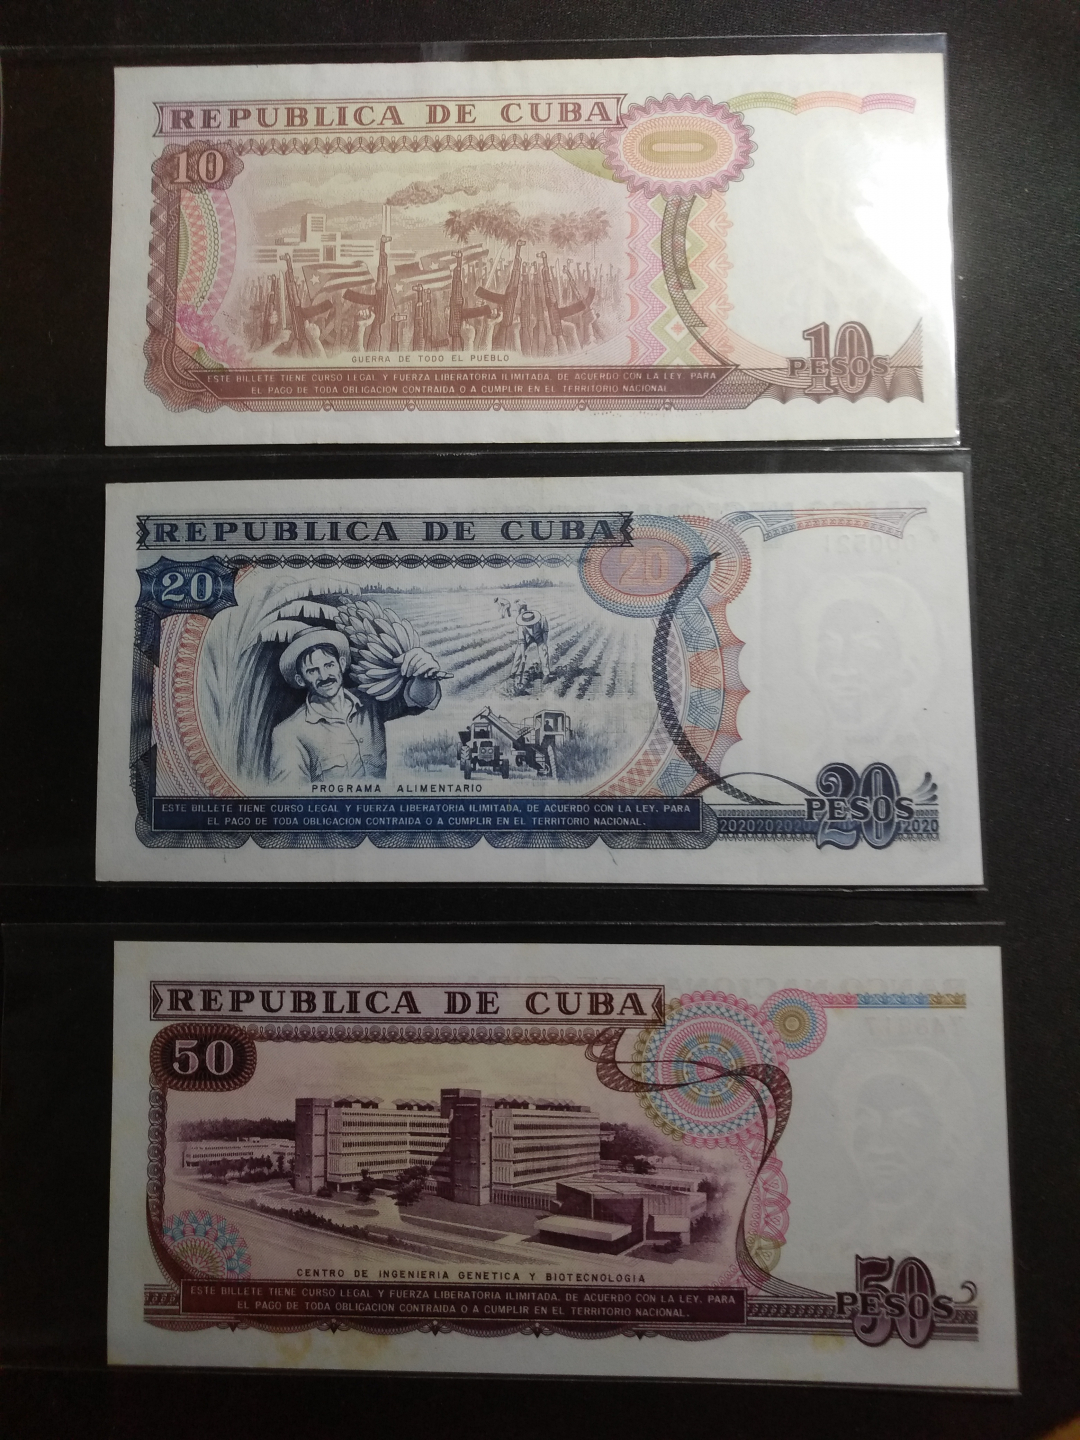 REPUBLICA DE CUBA
10
GUERRA DE TODO EL PUEBLO
ESTE BILLETE TIENE CURSO LEGAL Y FUERZA LIBERATORIA ILIMITADA, DE ACUERDO CON LA LEY, PARA
EL PAGO DE TODA OBLIGACION CONTRAIDA O A CUMPLIR EN EL TERRITORIO NACIONAL
10
PESOS
REPUBLICA DE CUBA
20
20
PROGRAMA ALIMENTARIO
ESTE BILLETE TIENE CURSO LEGAL Y FUERZA LIBERATORIA ILIMITADA, DE ACUERDO CON LA LEY, PARA
EL PAGO DE TODA OBLIGACION CONTRAIDA O A CUMPLIR EN EL TERRITORIO NACIONAL.
20
PESOS
REPUBLICA DE CUBA
50
CENTRO DE INGENIERIA GENETICA Y BIOTECNOLOGIA
ESTE BILLETE TIENE CURSO LEGAL Y FUERZA LIBERATORIA ILIMITADA, DE ACUERDO CON LA LEY, PARA
EL PAGO DE TODA OBLIGACION CONTRAIDA O A CUMPLIR EN EL TERRITORIO NACIONAL.
50
PESOS